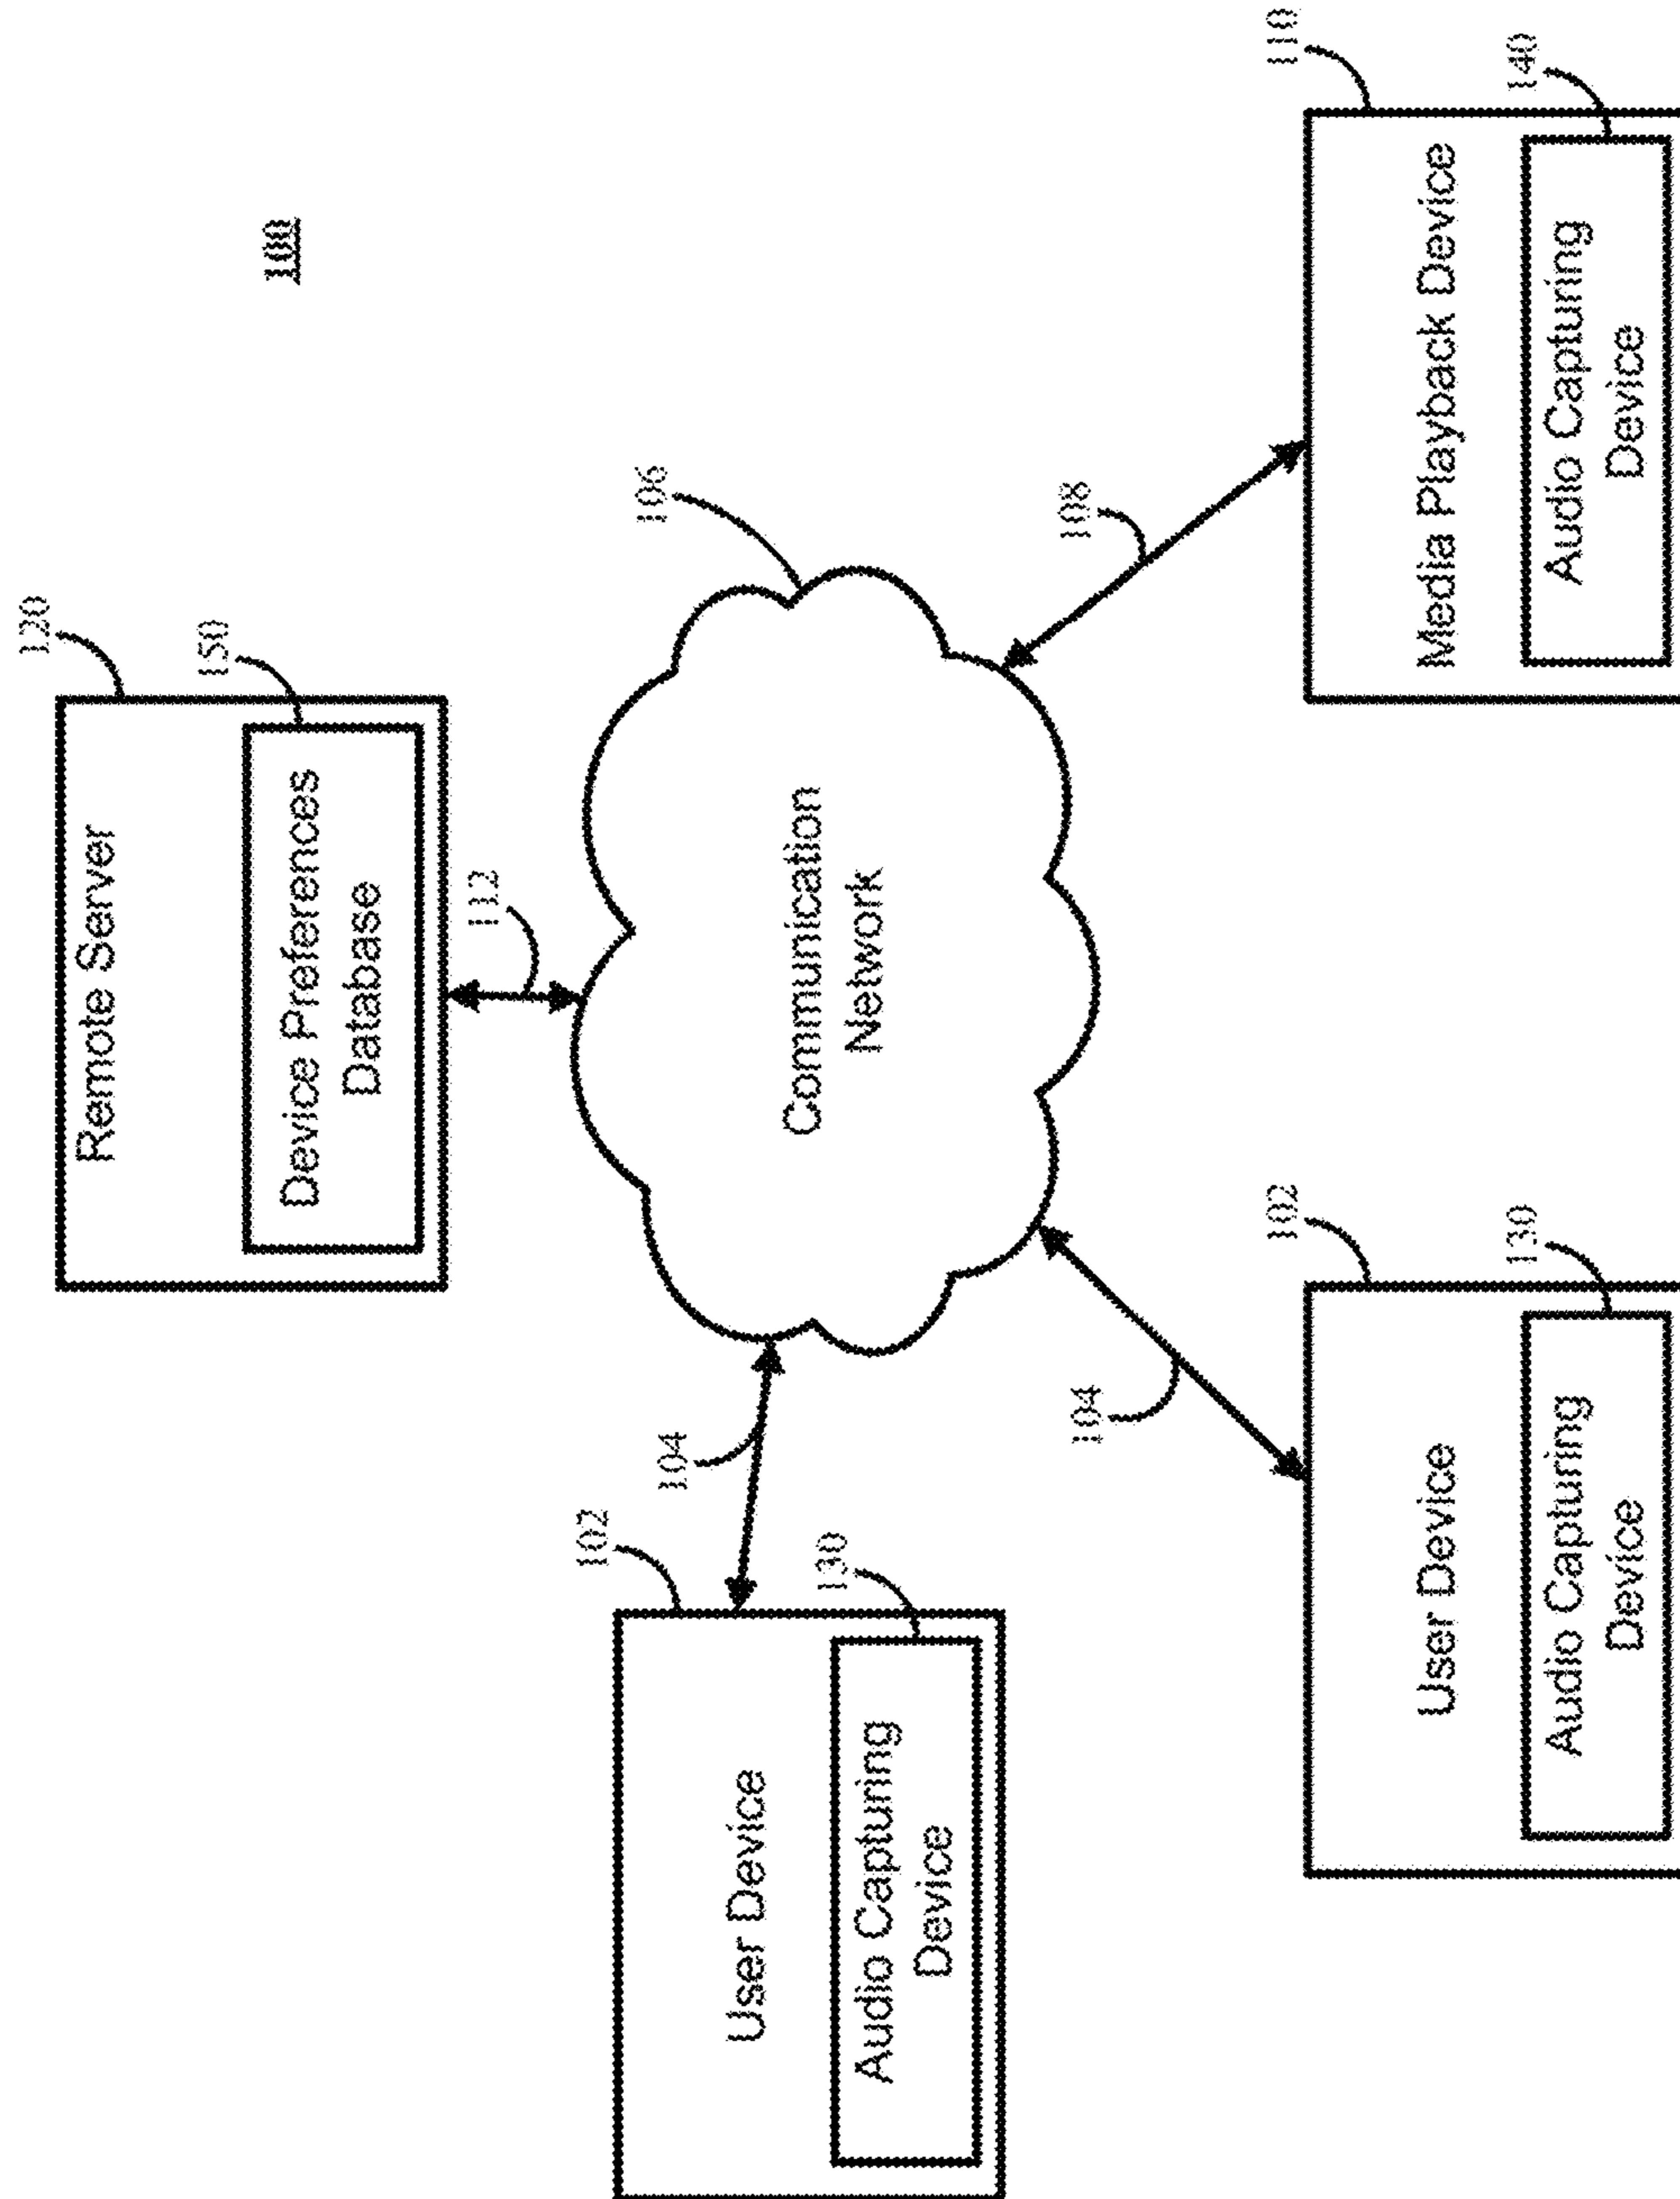 100
120
Remote Server
150
Device Preferences
Database
112
106
Communication
Network
104
102
User Device
130
Audio Capturing
Device
104
102
User Device
130
Audio Capturing
Device
108
110
Media Playback Device
140
Audio Capturing
Device